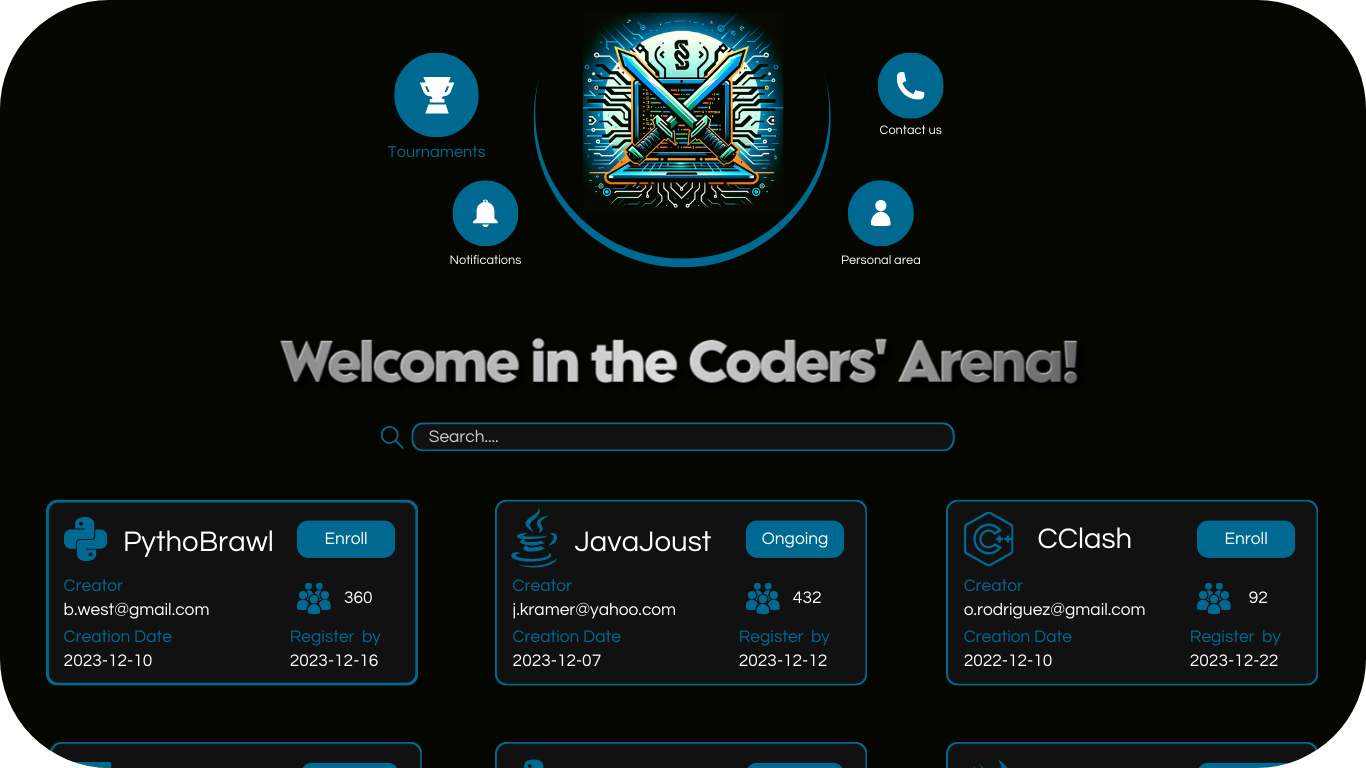 Tournaments
Contact us
Notifications
Personal area
Welcome in the Coders' Arena!
Search....
PythoBrawl
Enroll
Creator
b.west@gmail.com
360
Creation Date
Register by
2023-12-10
2023-12-16
JavaJoust
Ongoing
Creator
j.kramer@yahoo.com
432
Creation Date
Register by
2023-12-07
2023-12-12
CClash
Enroll
Creator
o.rodriguez@gmail.com
92
Creation Date
Register by
2022-12-10
2023-12-22